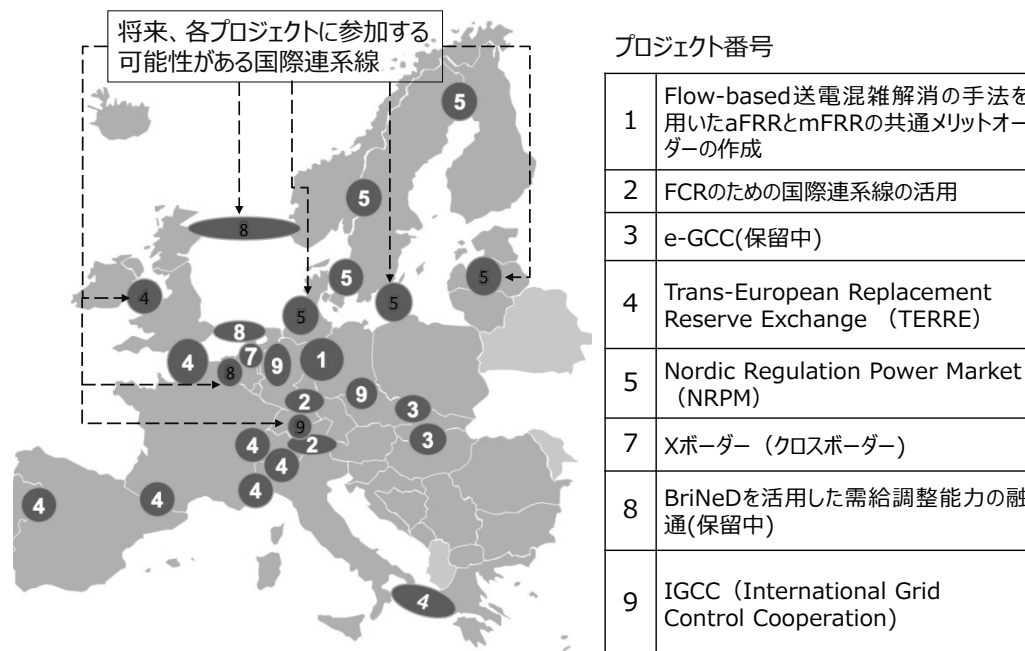 将来、各プロジェクトに参加する
可能性がある国際連系線
5
5
8
5
5
5
4
5
5
8
4
7
8
9
1
9
2
3
9
3
4
2
4
4
4
4
4
プロジェクト番号
1
Flow-based送電混雑解消の手法を
用いたaFRRとmFRRの共通メリットオー
ダーの作成
2
FCRのための国際連系線の活用
3
e-GCC(保留中)
4
Trans-European Replacement
Reserve Exchange （TERRE）
5
Nordic Regulation Power Market
（NRPM）
7
Xボーダー（クロスボーダー）
8
BriNeDを活用した需給調整能力の融
通(保留中)
9
IGCC（International Grid
Control Cooperation)